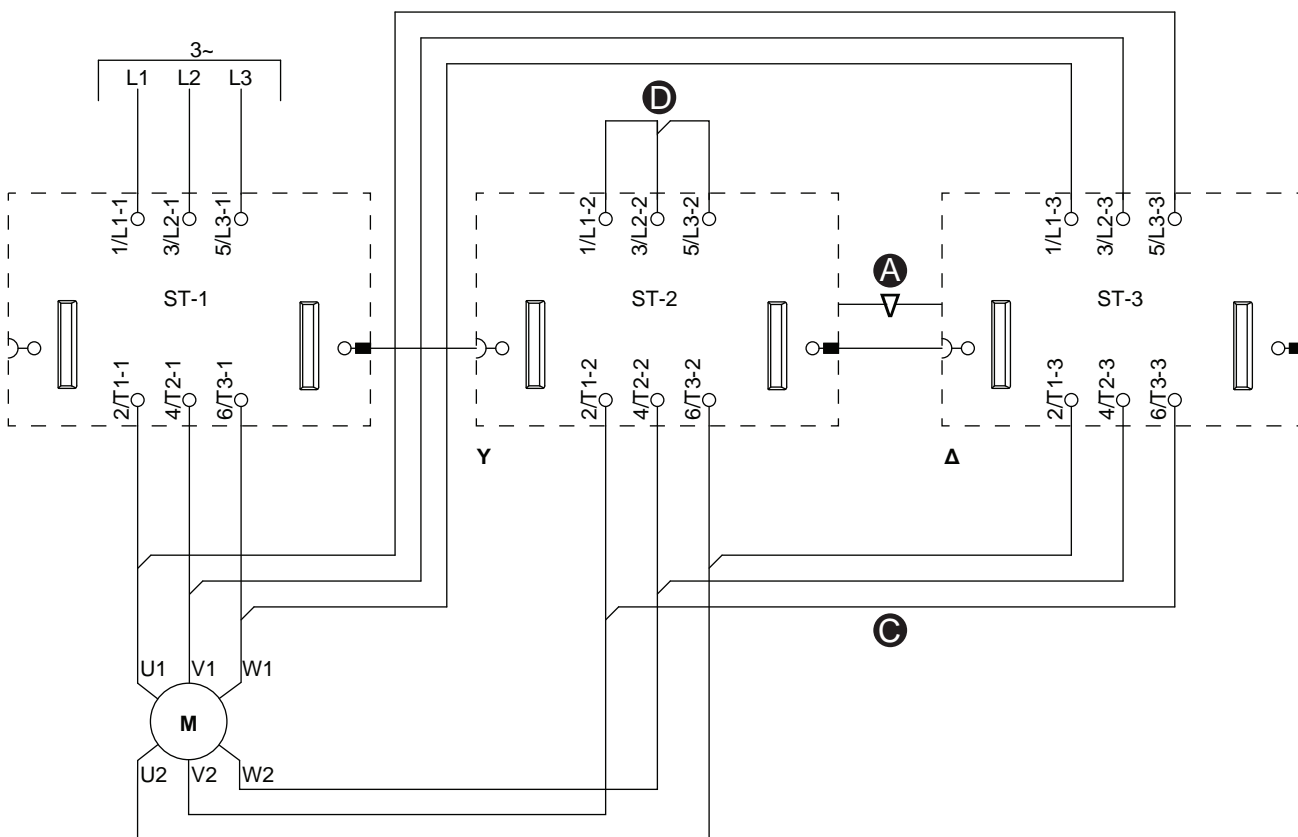 3~
L1 L2 L3
D
1/L1-1 3/L2-1 5/L3-1
1/L1-2 3/L2-2 5/L3-2
1/L1-3 3/L2-3 5/L3-3
A
ST-1 ST-2 ST-3
2/T1-1 4/T2-1 6/T3-1
2/T1-2 4/T2-2 6/T3-2
2/T1-3 4/T2-3 6/T3-3
Y Δ
C
U1 V1 W1
M
U2 V2 W2